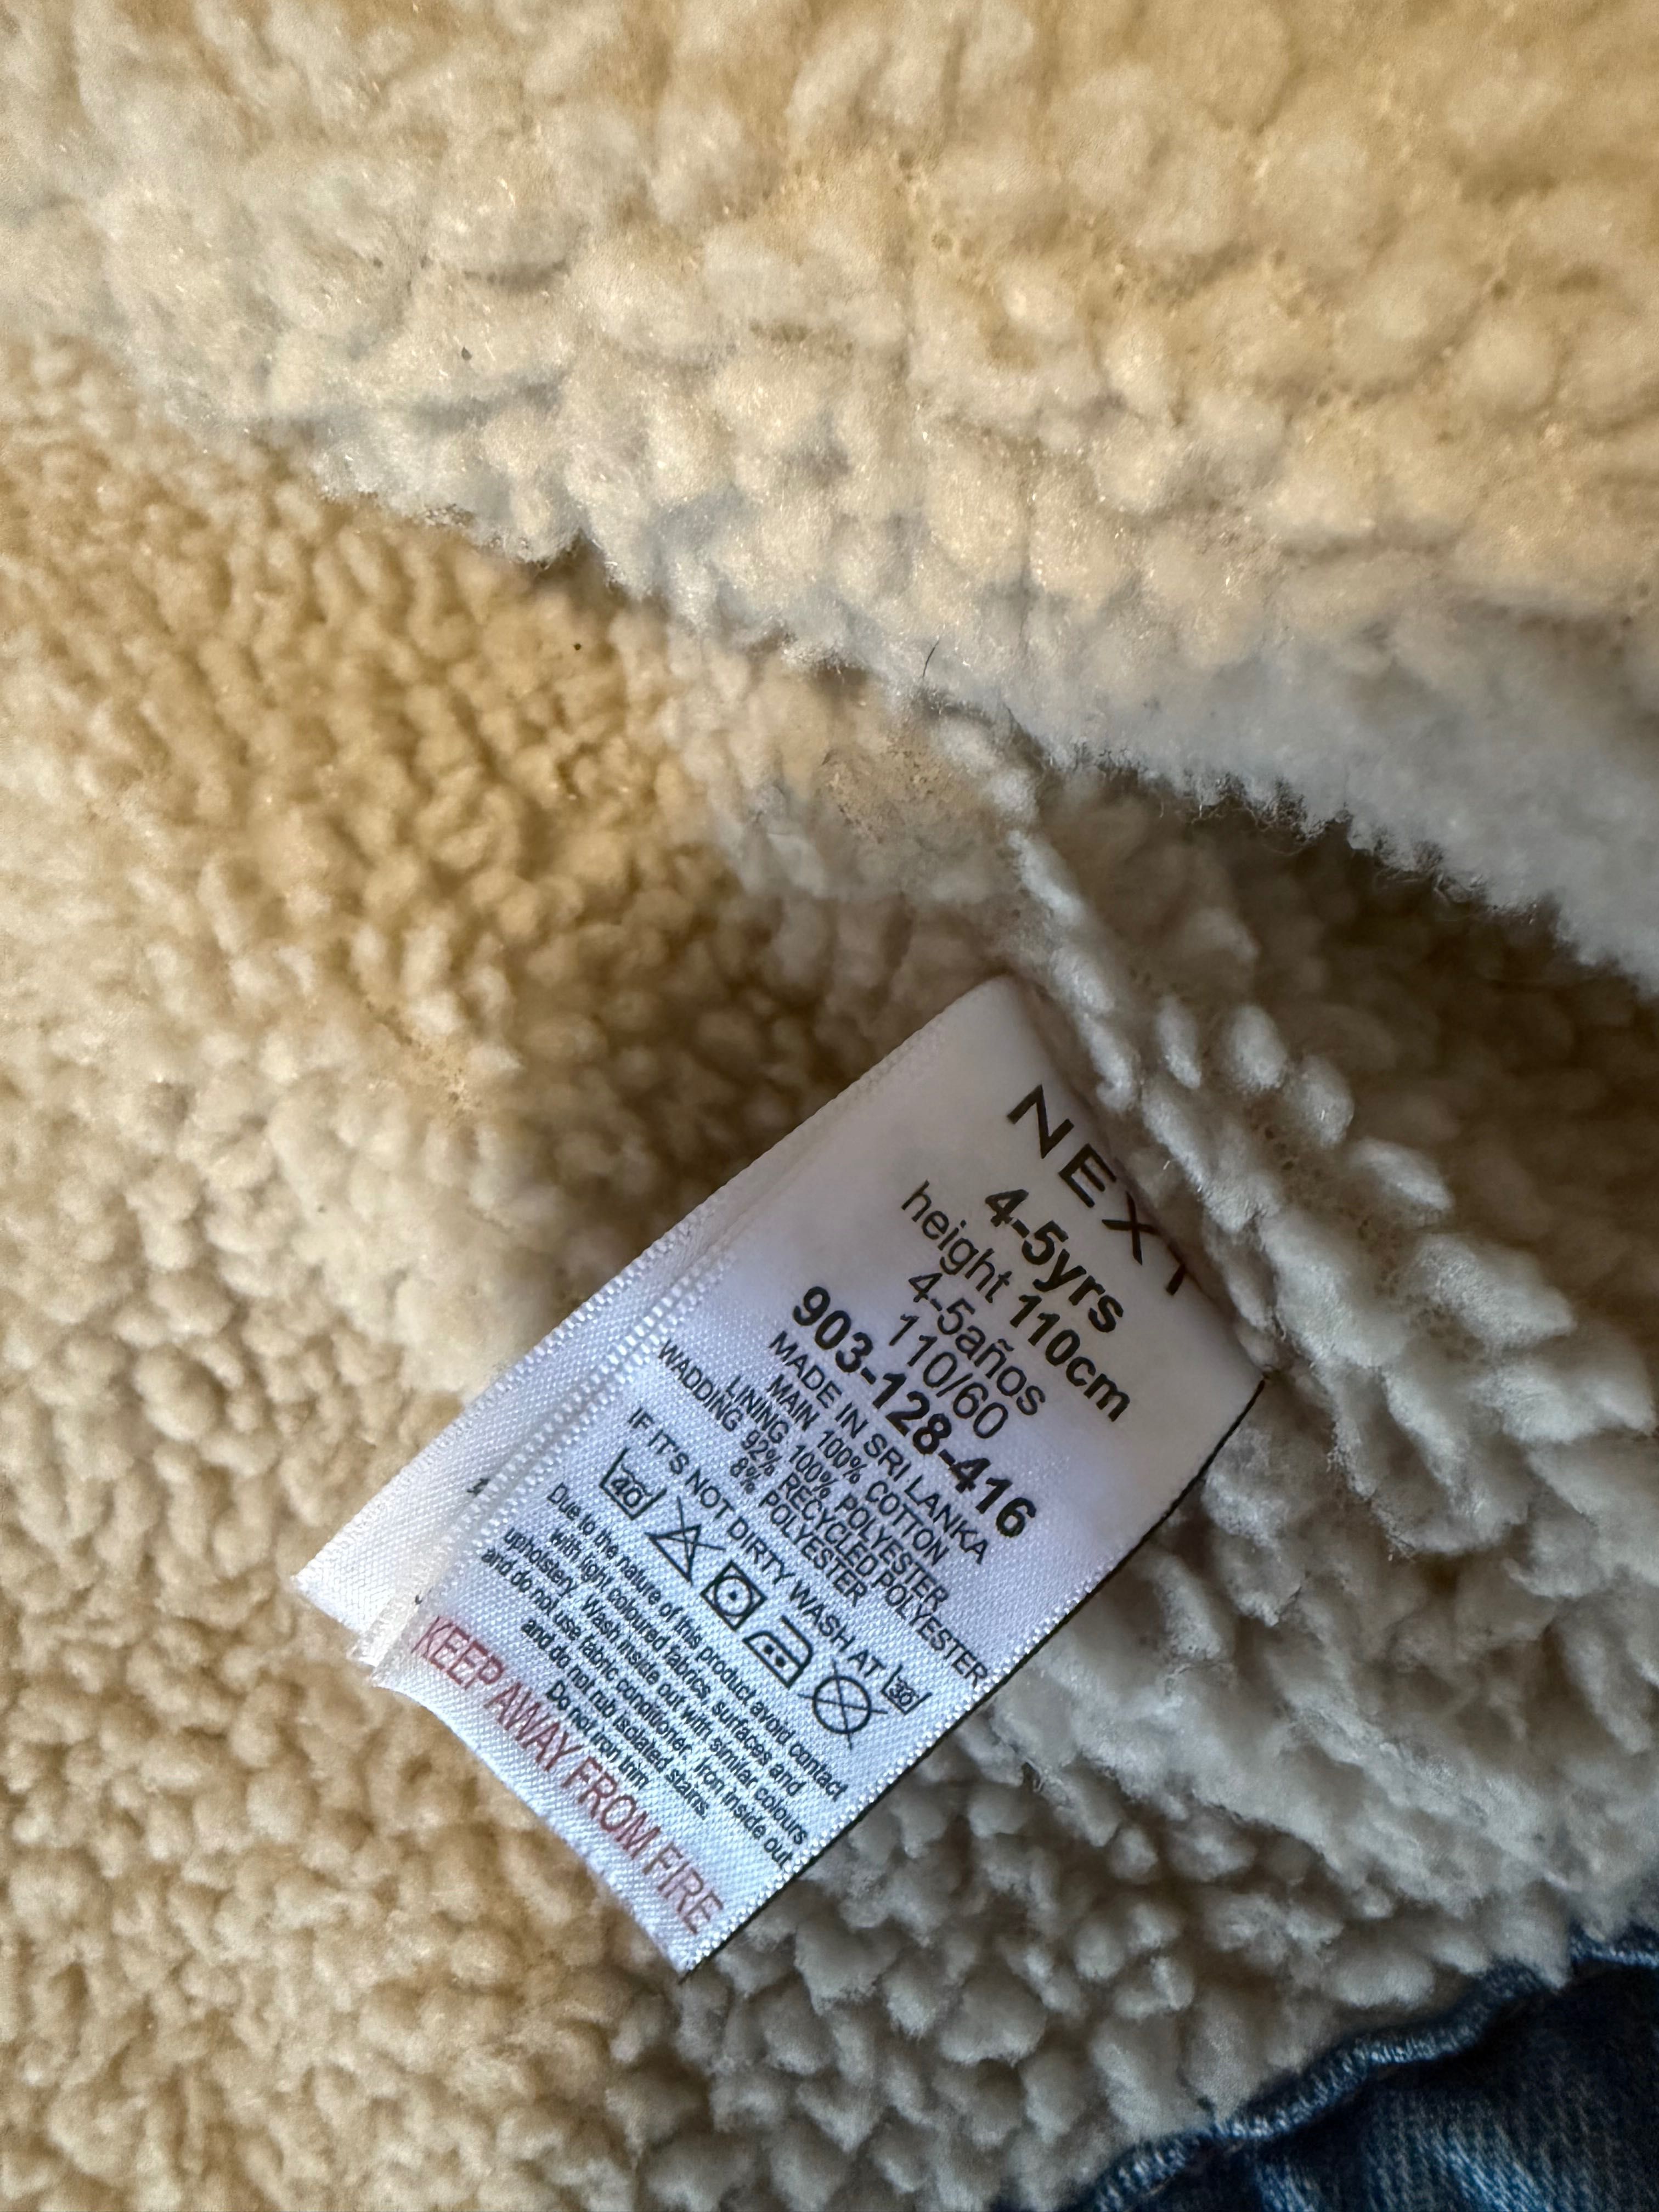 NEXT
4-5yrs
height 110cm
4-5años
110/60
903-128-416
MADE IN SRI LANKA
MAIN 100% COTTON
LINING 100% POLYESTER
WADDING 92% RECYCLED POLYESTER
8% POLYESTER
IF IT'S NOT DIRTY WASH AT 30
40
Due to the nature of this product avoid contact
with light coloured fabrics, surfaces and
upholstery. Wash inside out with similar colours
and do not use fabric conditioner. Iron inside out
and do not rub isolated stains.
Do not iron trim
KEEP AWAY FROM FIRE